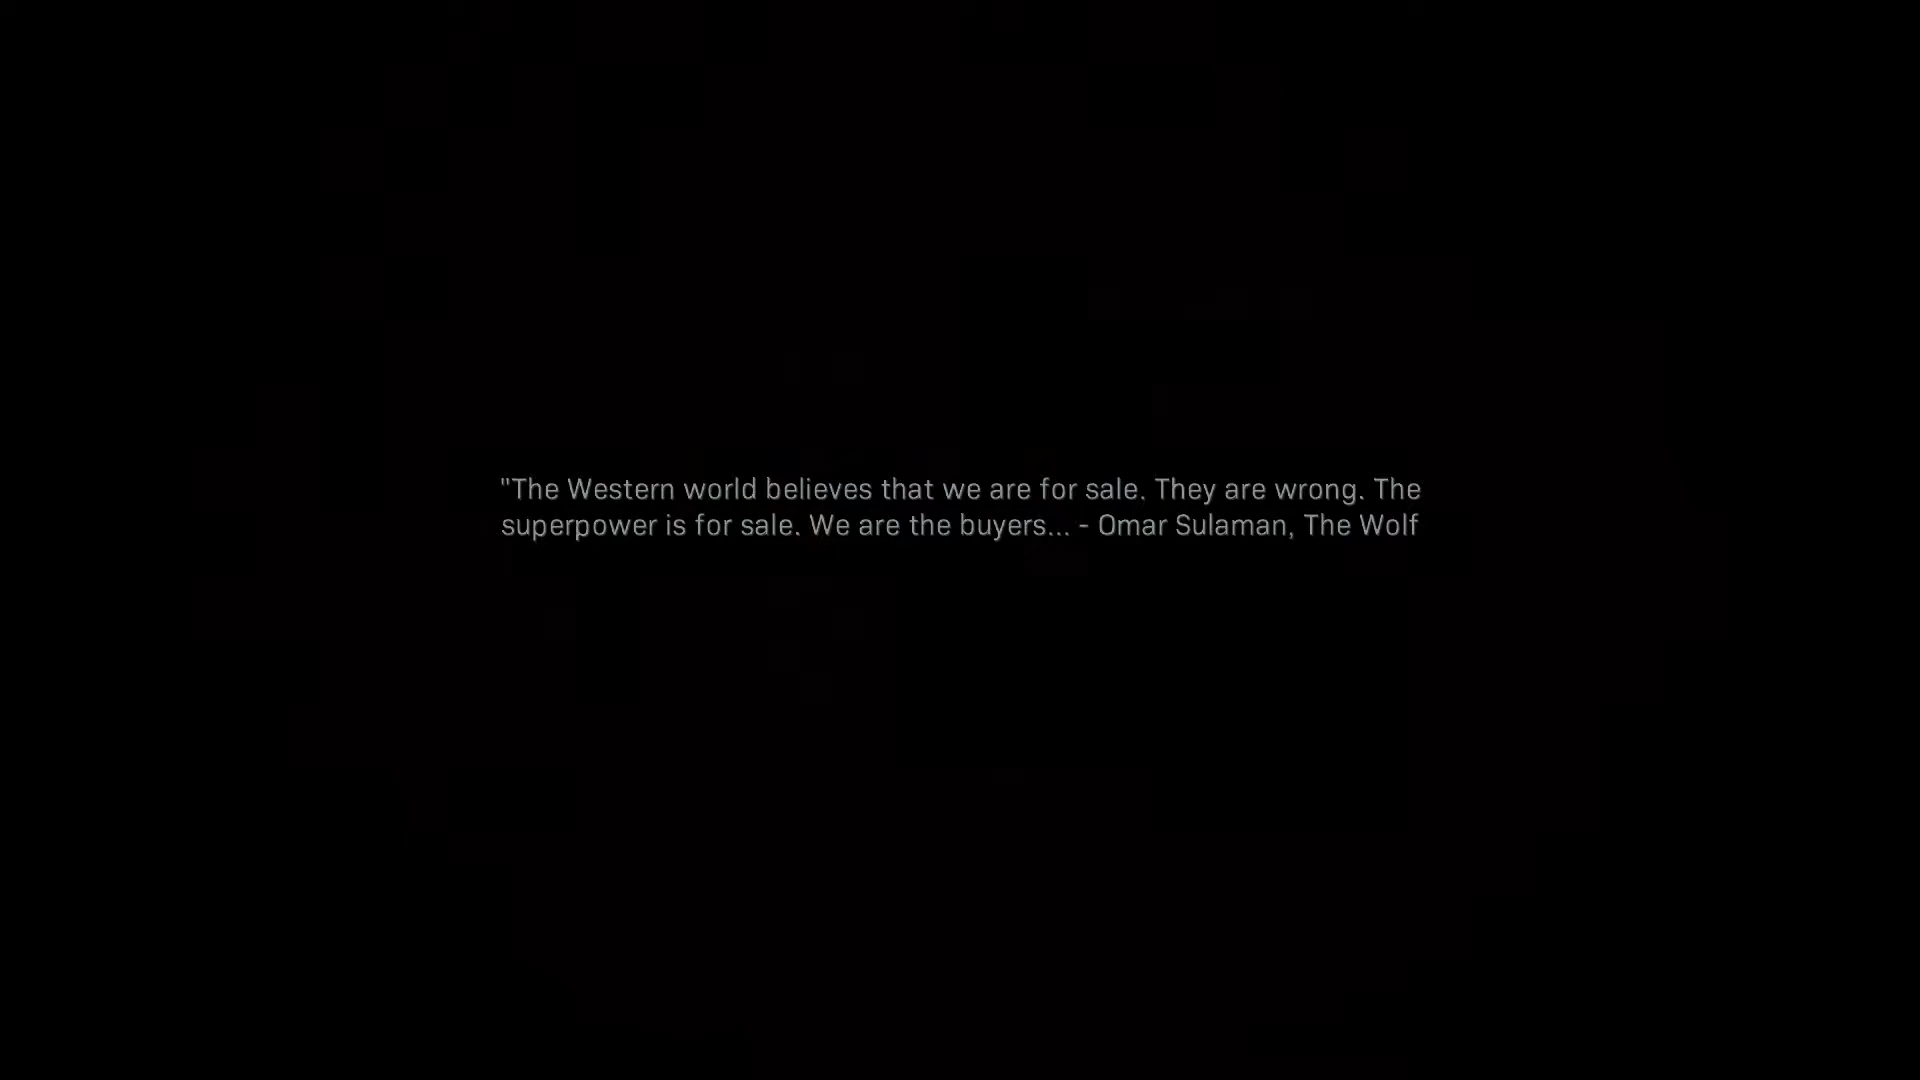 "The Western world believes that we are for sale. They are wrong. The
superpower is for sale. We are the buyers... - Omar Sulaman, The Wolf